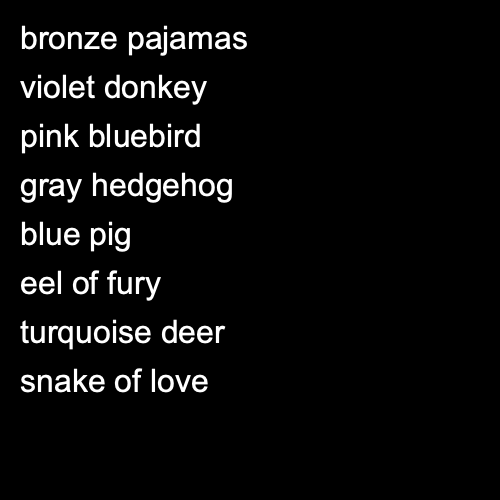 bronze pajamas
violet donkey
pink bluebird
gray hedgehog
blue pig
eel of fury
turquoise deer
snake of love